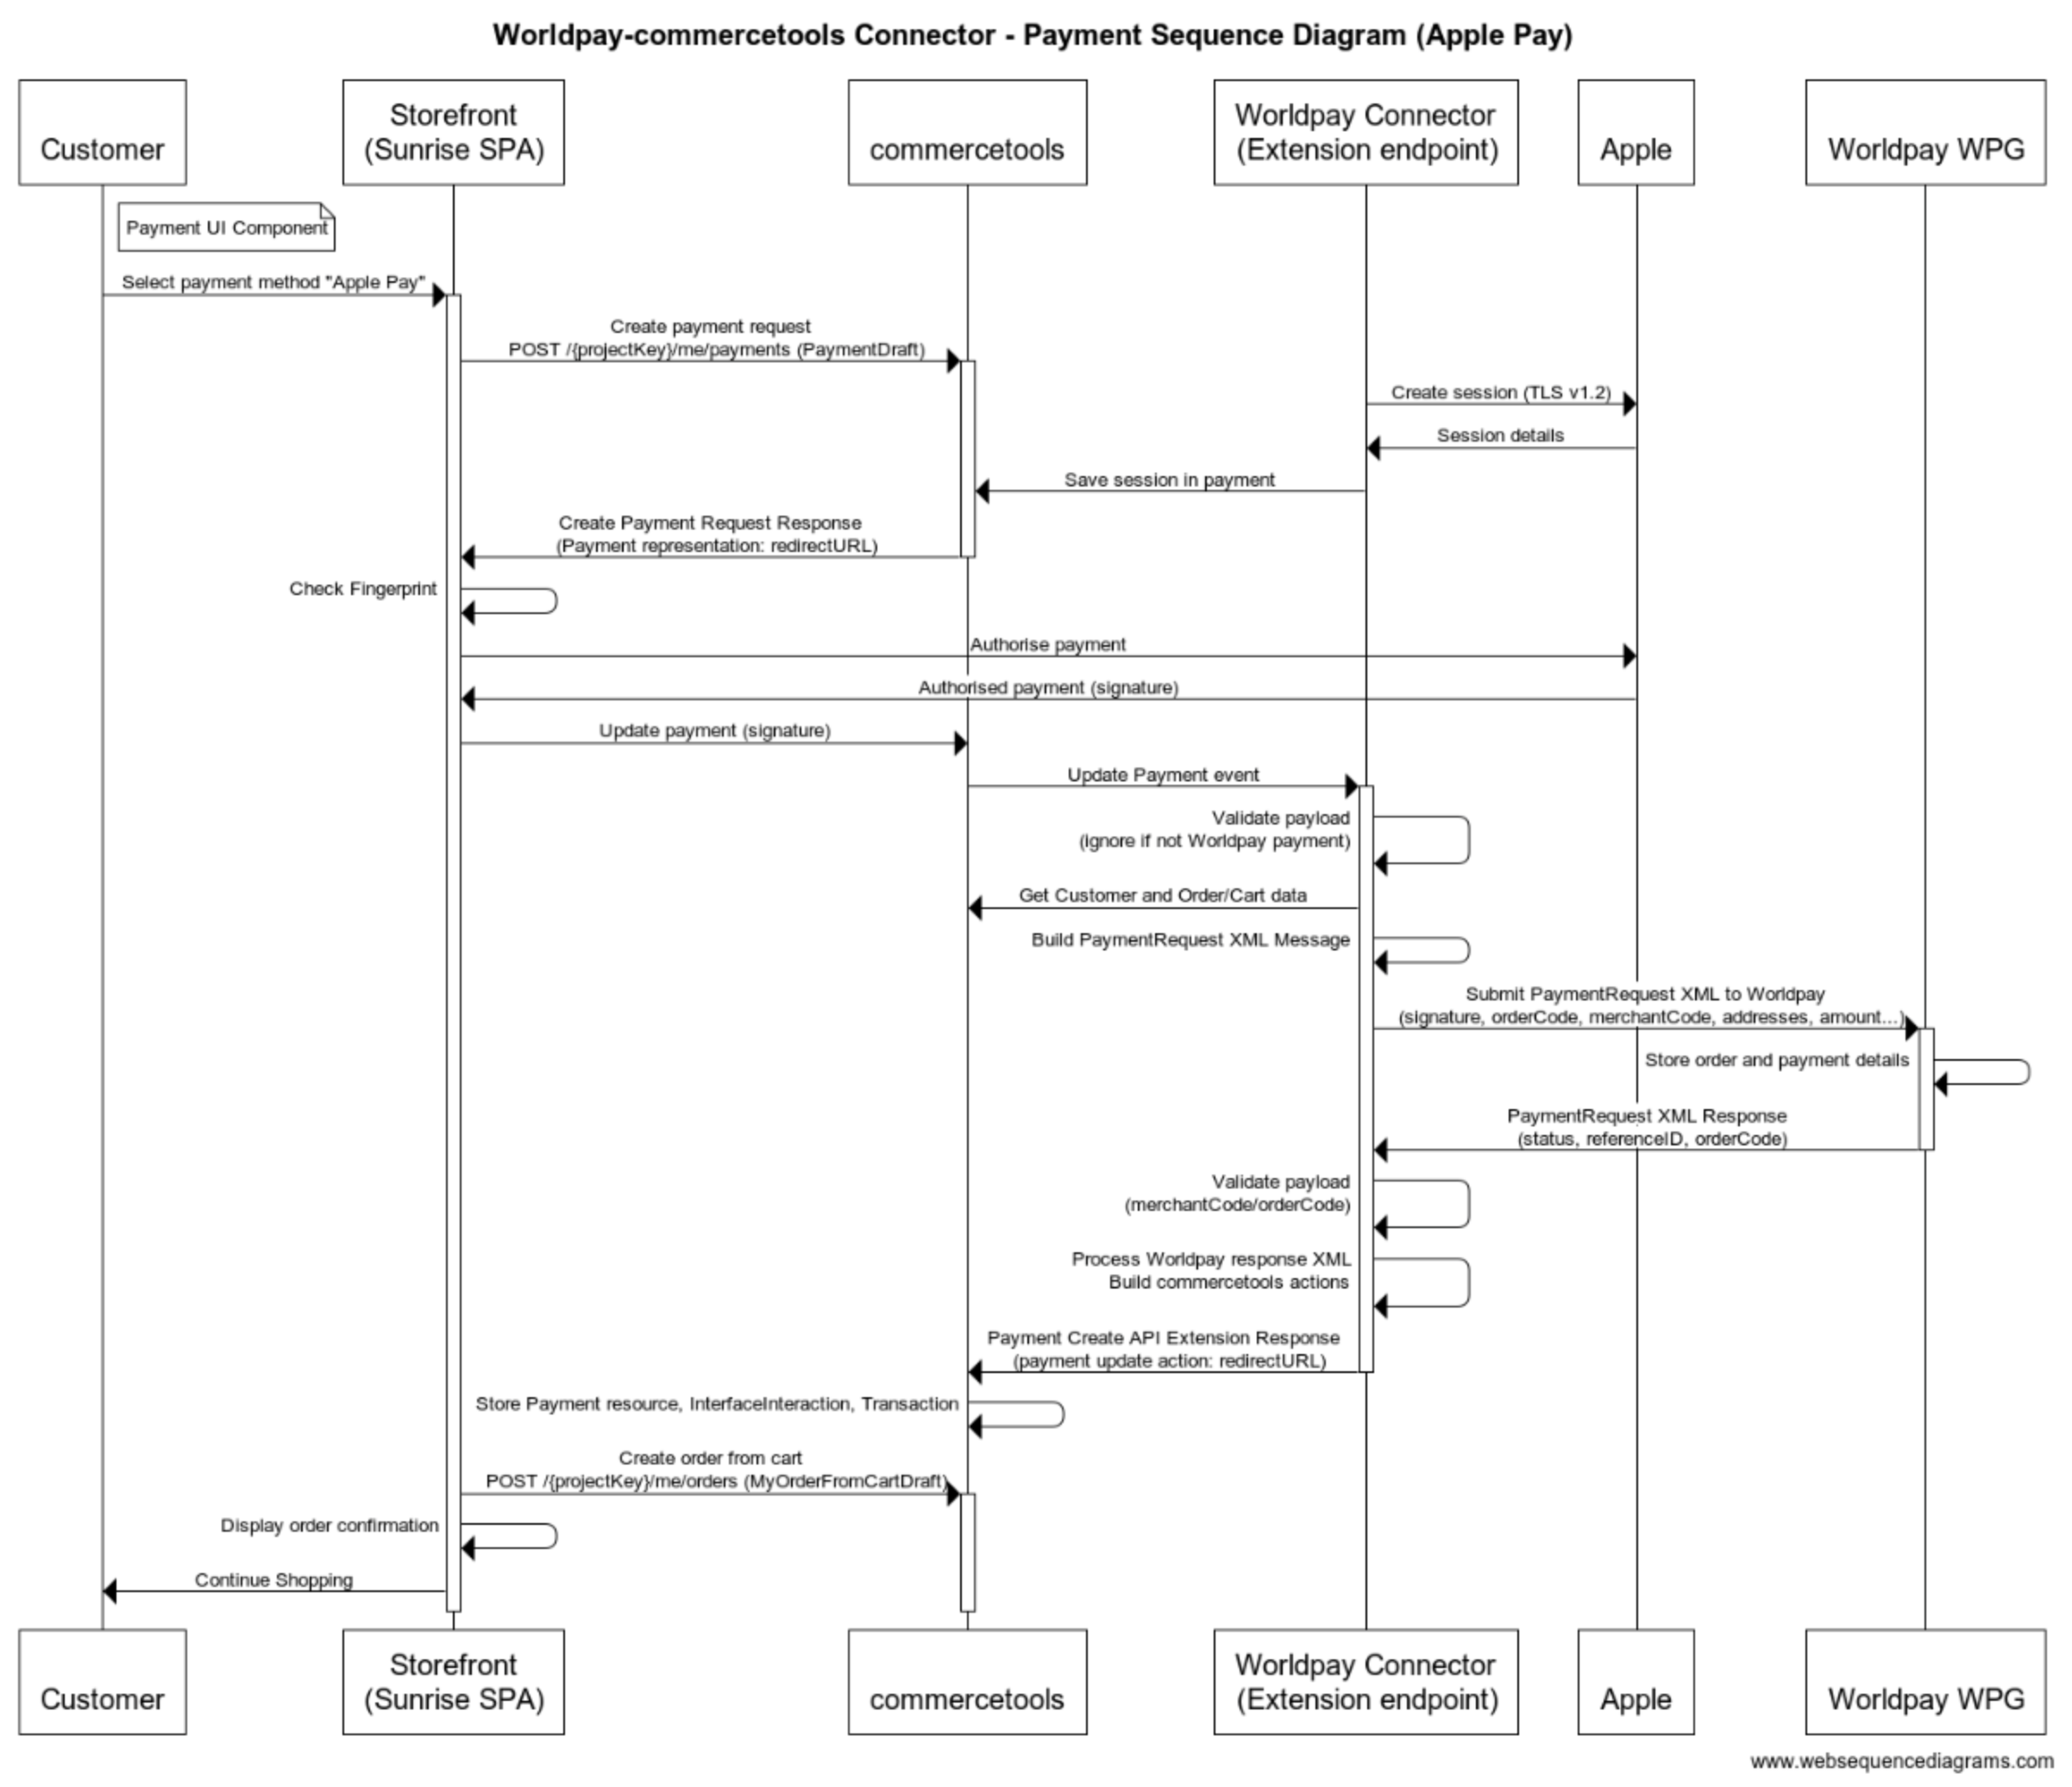 Worldpay-commercetools Connector - Payment Sequence Diagram (Apple Pay)
Customer
Storefront
(Sunrise SPA)
commercetools
Worldpay Connector
(Extension endpoint)
Apple
Worldpay WPG
Payment UI Component
Select payment method "Apple Pay"
Create payment request
POST /{projectKey}/me/payments (PaymentDraft)
Create session (TLS v1.2)
Session details
Save session in payment
Create Payment Request Response
(Payment representation: redirectURL)
Check Fingerprint
Authorise payment
Authorised payment (signature)
Update payment (signature)
Update Payment event
Validate payload
(ignore if not Worldpay payment)
Get Customer and Order/Cart data
Build PaymentRequest XML Message
Submit PaymentRequest XML to Worldpay
(signature, orderCode, merchantCode, addresses, amount...)
Store order and payment details
PaymentRequest XML Response
(status, referenceID, orderCode)
Validate payload
(merchantCode/orderCode)
Process Worldpay response XML
Build commercetools actions
Payment Create API Extension Response
(payment update action: redirectURL)
Store Payment resource, InterfaceInteraction, Transaction
Create order from cart
POST /{projectKey}/me/orders (MyOrderFromCartDraft)
Display order confirmation
Continue Shopping
Customer
Storefront
(Sunrise SPA)
commercetools
Worldpay Connector
(Extension endpoint)
Apple
Worldpay WPG
www.websequencediagrams.com